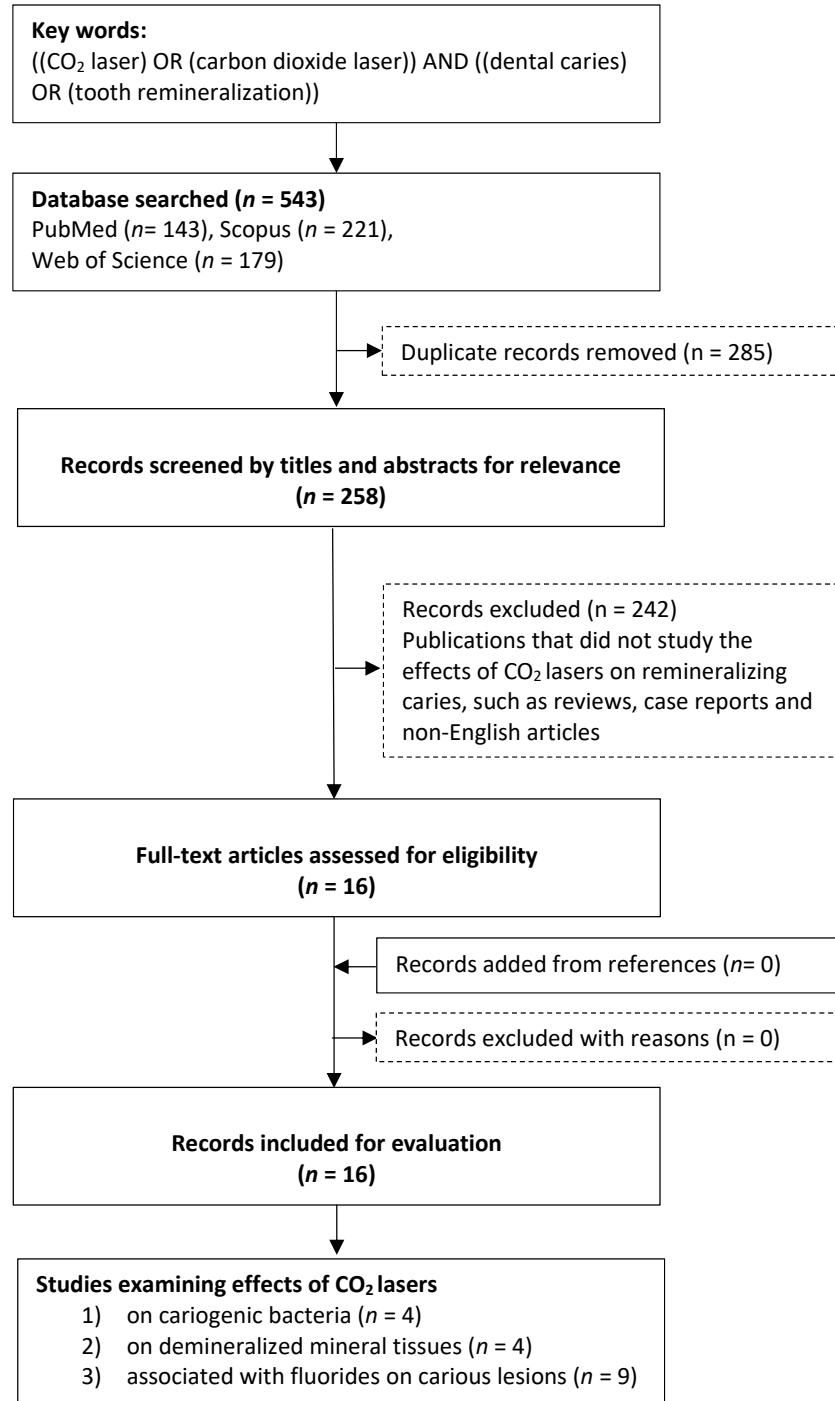 Key words:
((CO₂ laser) OR (carbon dioxide laser)) AND ((dental caries)
OR (tooth remineralization))
Database searched (n = 543)
PubMed (n= 143), Scopus (n = 221),
Web of Science (n = 179)
Duplicate records removed (n = 285)
Records screened by titles and abstracts for relevance
(n = 258)
Records excluded (n = 242)
Publications that did not study the
effects of CO₂ lasers on remineralizing
caries, such as reviews, case reports and
non-English articles
Full-text articles assessed for eligibility
(n = 16)
Records added from references (n= 0)
Records excluded with reasons (n = 0)
Records included for evaluation
(n = 16)
Studies examining effects of CO₂ lasers
1) on cariogenic bacteria (n = 4)
2) on demineralized mineral tissues (n = 4)
3) associated with fluorides on carious lesions (n = 9)